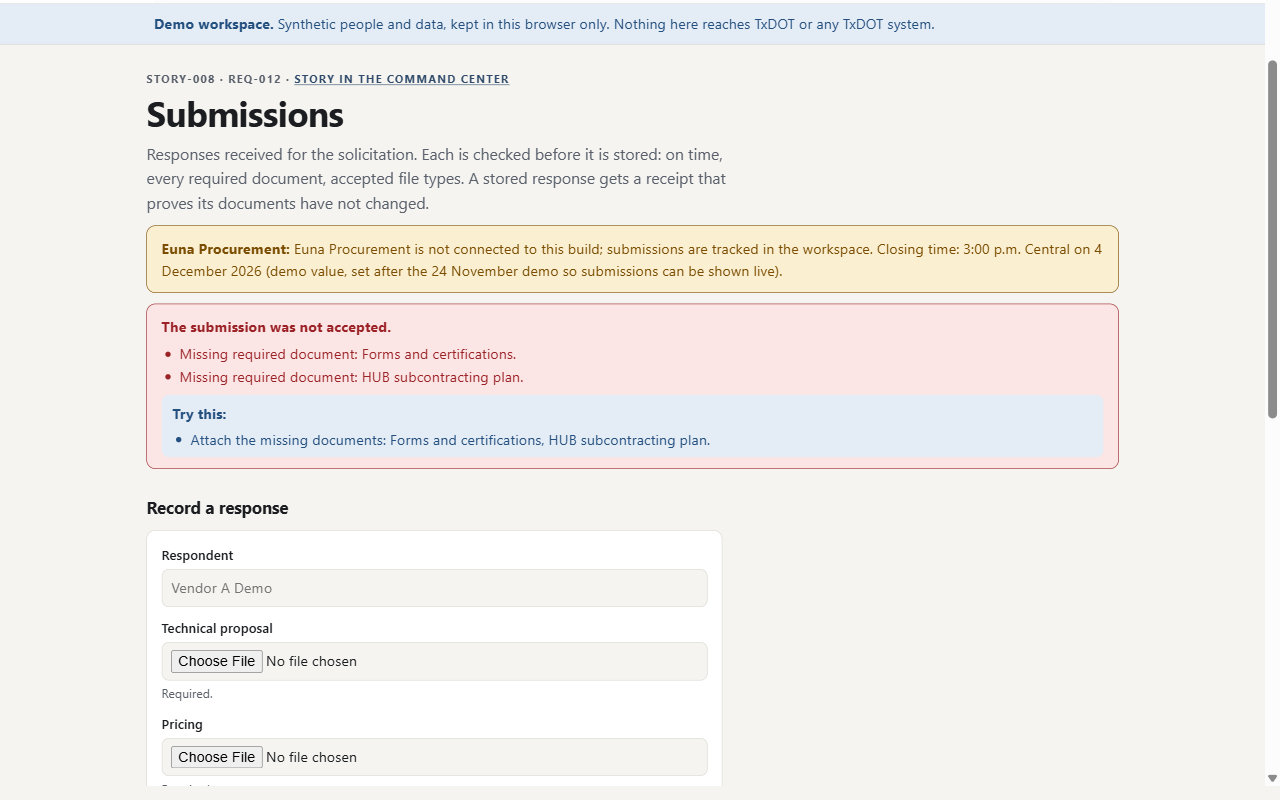 Demo workspace. Synthetic people and data, kept in this browser only. Nothing here reaches TxDOT or any TxDOT system.
STORY-008 · REQ-012 · STORY IN THE COMMAND CENTER
Submissions
Responses received for the solicitation. Each is checked before it is stored: on time,
every required document, accepted file types. A stored response gets a receipt that
proves its documents have not changed.
Euna Procurement: Euna Procurement is not connected to this build; submissions are tracked in the workspace. Closing time: 3:00 p.m. Central on 4
December 2026 (demo value, set after the 24 November demo so submissions can be shown live).
The submission was not accepted.
• Missing required document: Forms and certifications.
• Missing required document: HUB subcontracting plan.
Try this:
• Attach the missing documents: Forms and certifications, HUB subcontracting plan.
Record a response
Respondent
Vendor A Demo
Technical proposal
Choose File No file chosen
Required.
Pricing
Choose File No file chosen